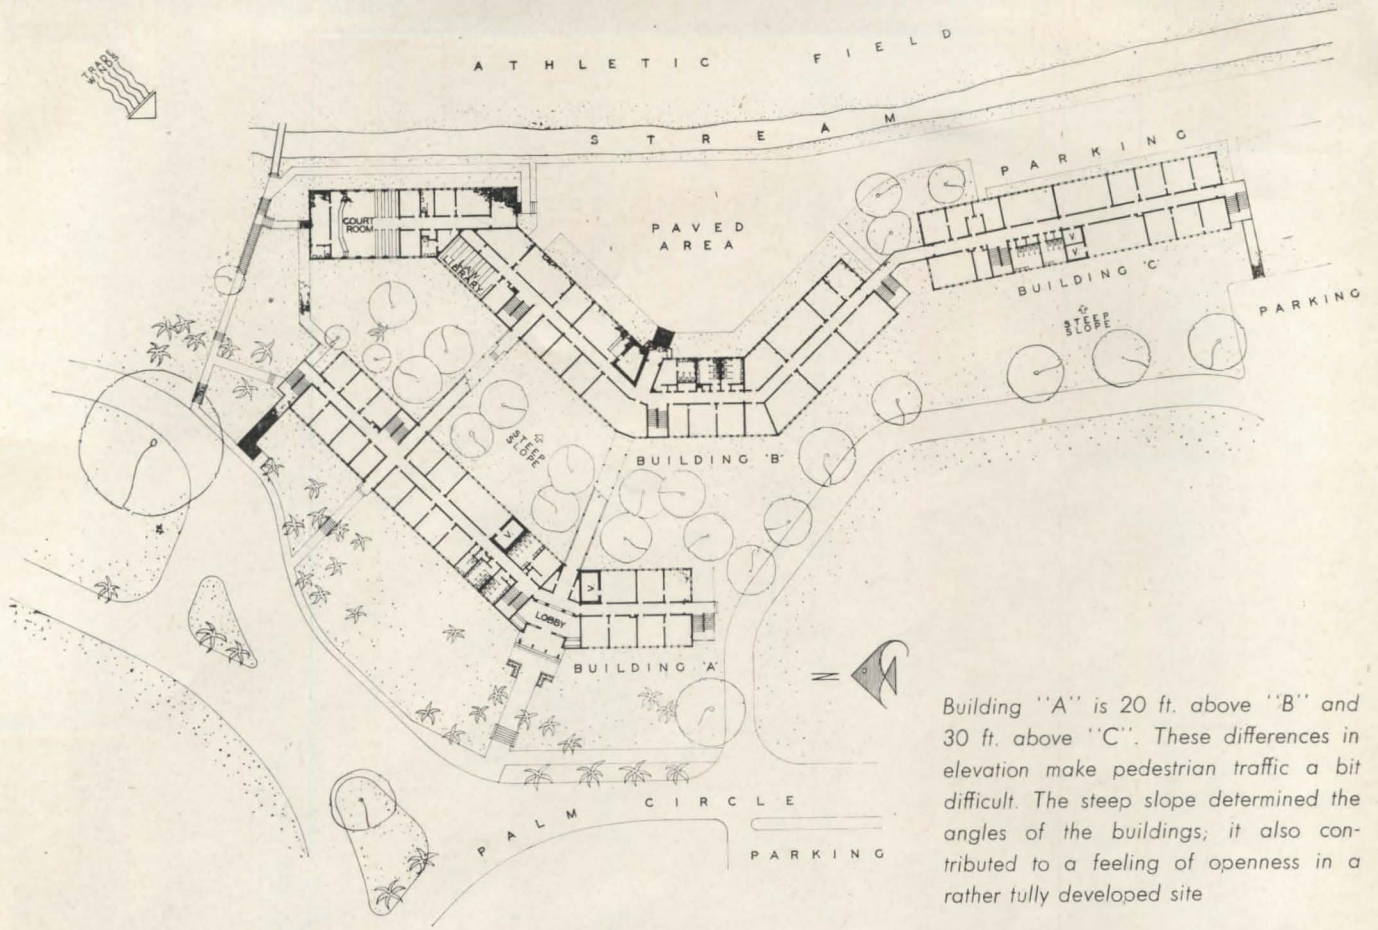 TRADE
WINDS
ATHLETIC FIELD
STREAM
PARKING
COURT
ROOM
PAVED
AREA
LIBRARY
V
V
BUILDING 'C'
PARKING
STEEP
SLOPE
STEEP
SLOPE
BUILDING 'B'
V
V
LOBBY
BUILDING 'A'
N
PALM CIRCLE
PARKING
Building "A" is 20 ft. above "B" and
30 ft. above "C". These differences in
elevation make pedestrian traffic a bit
difficult. The steep slope determined the
angles of the buildings; it also con-
tributed to a feeling of openness in a
rather fully developed site